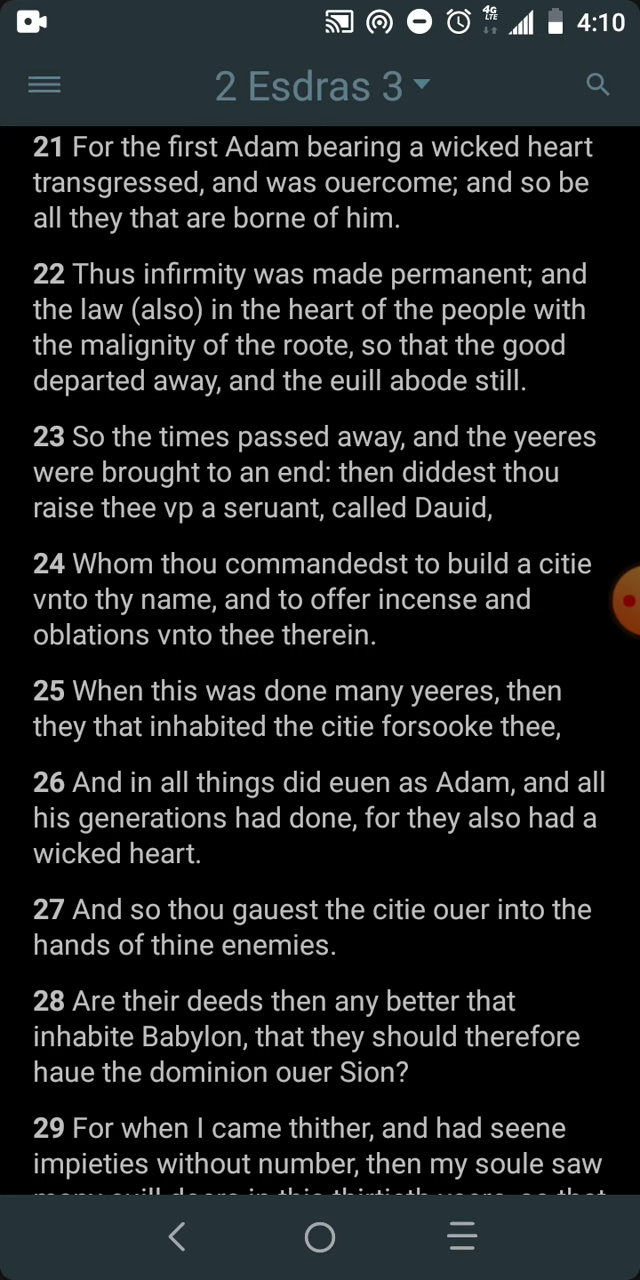 4G
LTE
4:10
2 Esdras 3
21 For the first Adam bearing a wicked heart
transgressed, and was ouercome; and so be
all they that are borne of him.
22 Thus infirmity was made permanent; and
the law (also) in the heart of the people with
the malignity of the roote, so that the good
departed away, and the euill abode still.
23 So the times passed away, and the yeeres
were brought to an end: then diddest thou
raise thee vp a seruant, called Dauid,
24 Whom thou commandedst to build a citie
vnto thy name, and to offer incense and
oblations vnto thee therein.
25 When this was done many yeeres, then
they that inhabited the citie forsooke thee,
26 And in all things did euen as Adam, and all
his generations had done, for they also had a
wicked heart.
27 And so thou gauest the citie ouer into the
hands of thine enemies.
28 Are their deeds then any better that
inhabite Babylon, that they should therefore
haue the dominion ouer Sion?
29 For when I came thither, and had seene
impieties without number, then my soule saw